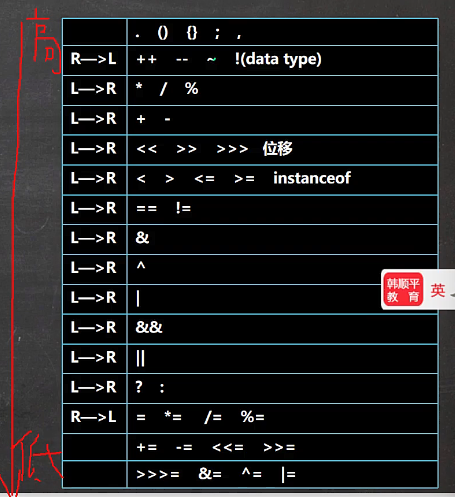 高
. () {} ; ,
R—>L ++ -- ~ !(data type)
L—>R * / %
L—>R + -
L—>R << >> >>> 位移
L—>R < > <= >= instanceof
L—>R == !=
L—>R &
L—>R ^
L—>R |
L—>R &&
L—>R ||
L—>R ? :
R—>L = *= /= %=
+= -= <<= >>=
>>>= &= ^= |=
低
韩顺平
教 育
英